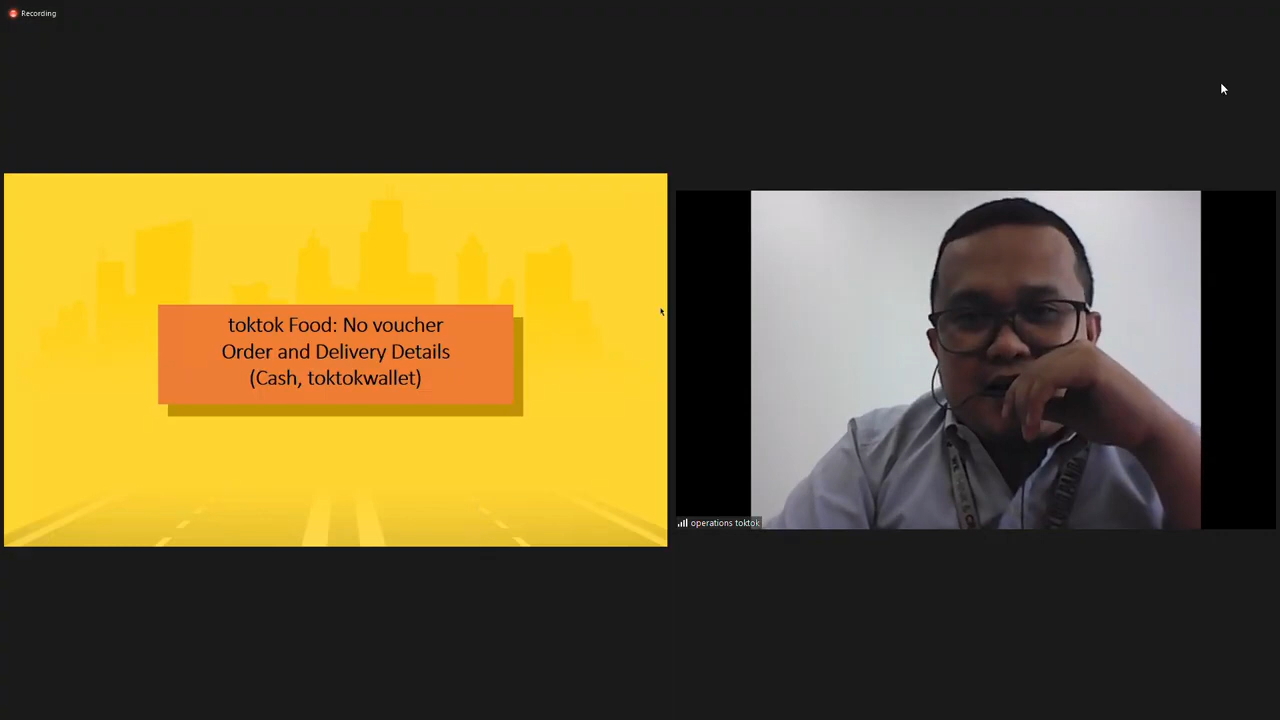 Recording
toktok Food: No voucher
Order and Delivery Details
(Cash, toktokwallet)
operations toktok